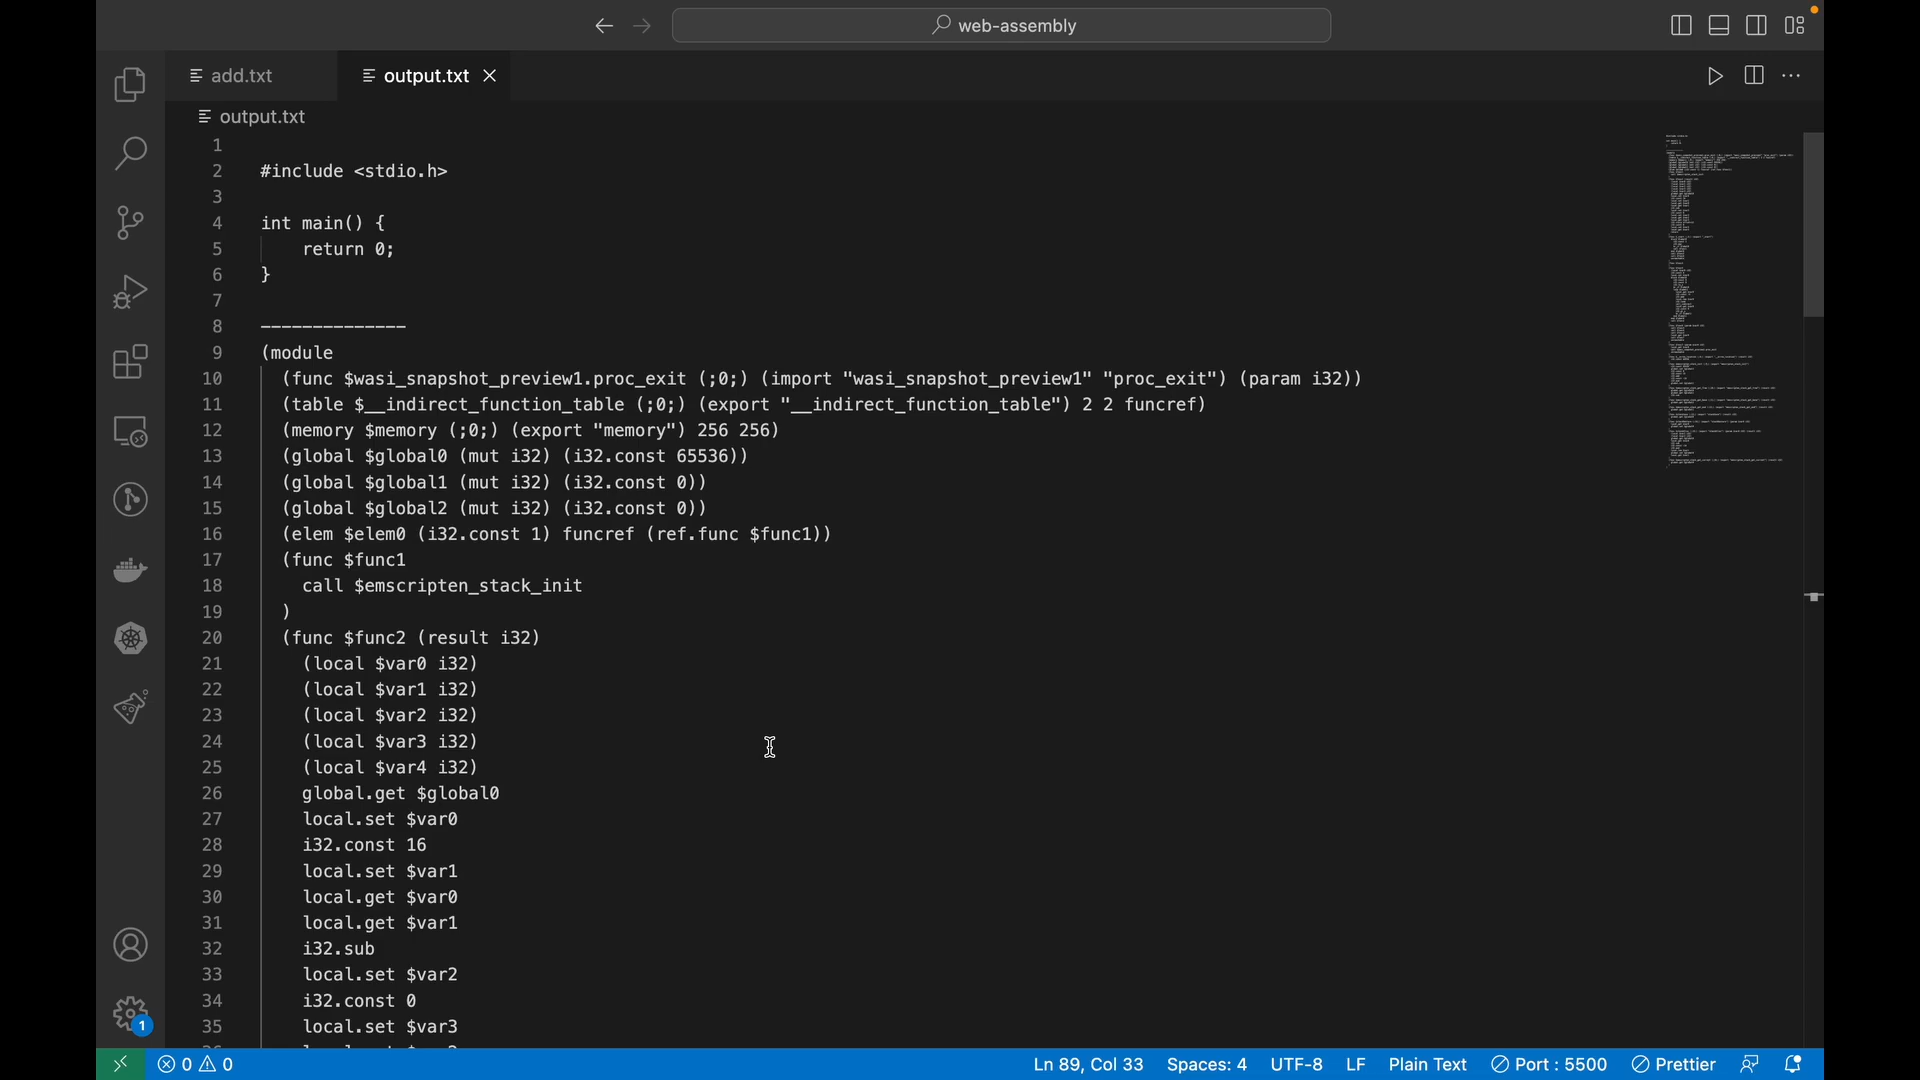 web-assembly
add.txt
output.txt
output.txt
1
2 #include <stdio.h>
3
4 int main() {
5 return 0;
6 }
7
8 --------------
9 (module
10 (func $wasi_snapshot_preview1.proc_exit (;0;) (import "wasi_snapshot_preview1" "proc_exit") (param i32))
11 (table $__indirect_function_table (;0;) (export "__indirect_function_table") 2 2 funcref)
12 (memory $memory (;0;) (export "memory") 256 256)
13 (global $global0 (mut i32) (i32.const 65536))
14 (global $global1 (mut i32) (i32.const 0))
15 (global $global2 (mut i32) (i32.const 0))
16 (elem $elem0 (i32.const 1) funcref (ref.func $func1))
17 (func $func1
18 call $emscripten_stack_init
19 )
20 (func $func2 (result i32)
21 (local $var0 i32)
22 (local $var1 i32)
23 (local $var2 i32)
24 (local $var3 i32)
25 (local $var4 i32)
26 global.get $global0
27 local.set $var0
28 i32.const 16
29 local.set $var1
30 local.get $var0
31 local.get $var1
32 i32.sub
33 local.set $var2
34 i32.const 0
35 local.set $var3
1
0 0
Ln 89, Col 33
Spaces: 4
UTF-8
LF
Plain Text
Port : 5500
Prettier